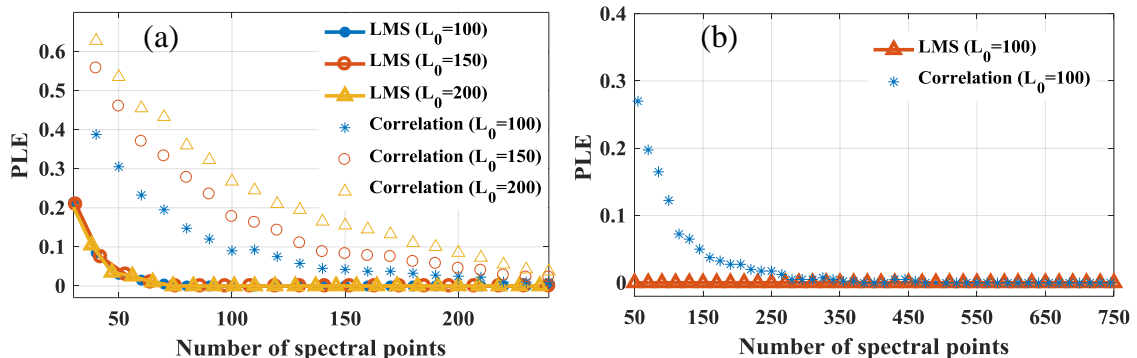 (a)
LMS (L0=100)
LMS (L0=150)
LMS (L0=200)
Correlation (L0=100)
Correlation (L0=150)
Correlation (L0=200)
PLE
0.6
0.5
0.4
0.3
0.2
0.1
0
50
100
150
200
Number of spectral points
(b)
LMS (L0=100)
Correlation (L0=100)
PLE
0.4
0.3
0.2
0.1
0
50
150
250
350
450
550
650
750
Number of spectral points